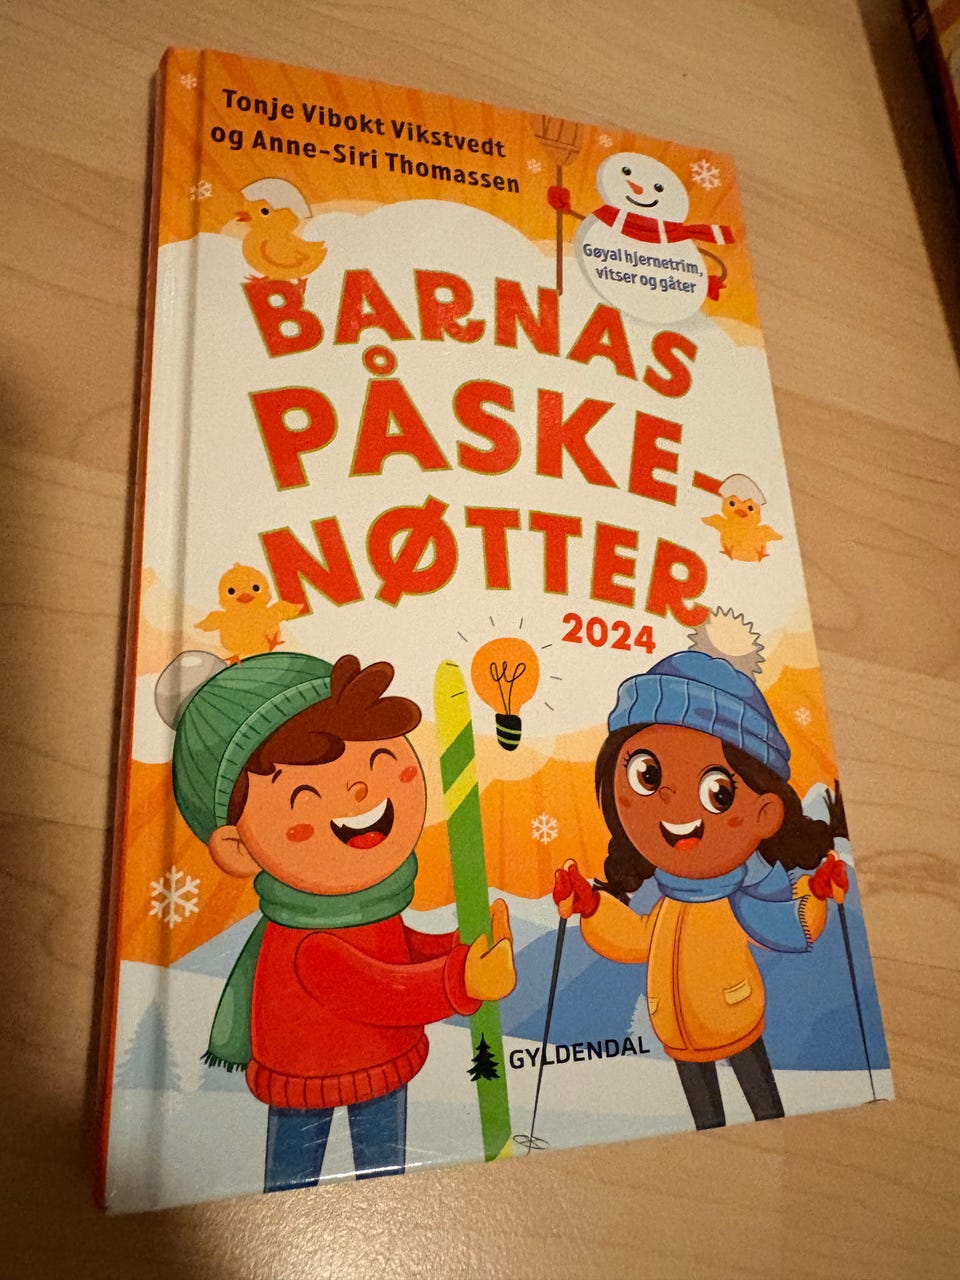 Tonje Vibokt Vikstvedt
og Anne-Siri Thomassen
Gøyal hjernetrim,
vitser og gåter
BARNAS
PÅSKE-
NØTTER
2024
GYLDENDAL